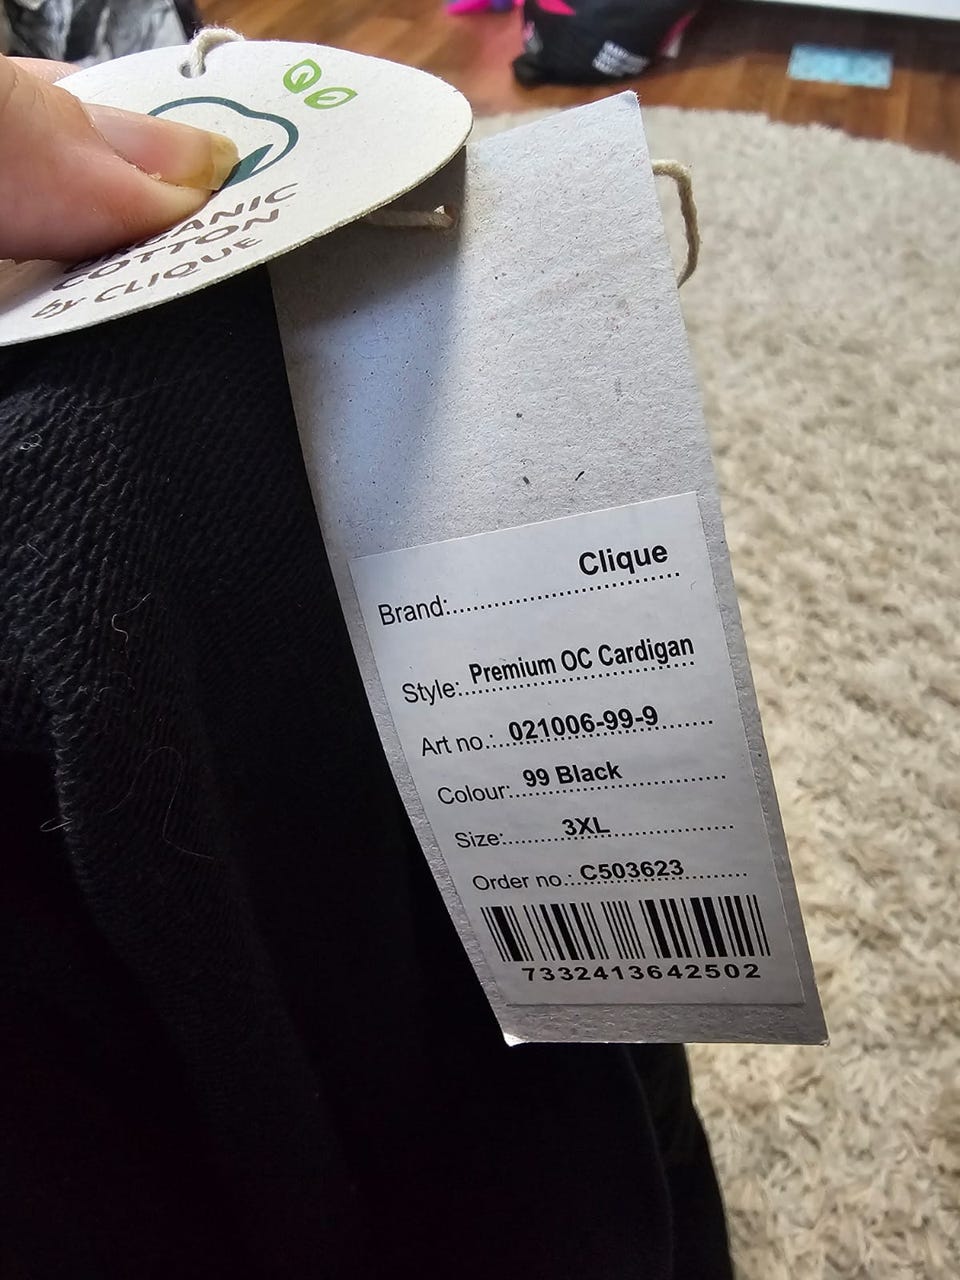 COTTON
by CLIQUE
Brand: Clique
Style: Premium OC Cardigan
Art no.: 021006-99-9
Colour: 99 Black
Size: 3XL
Order no.: C503623
7332413642502